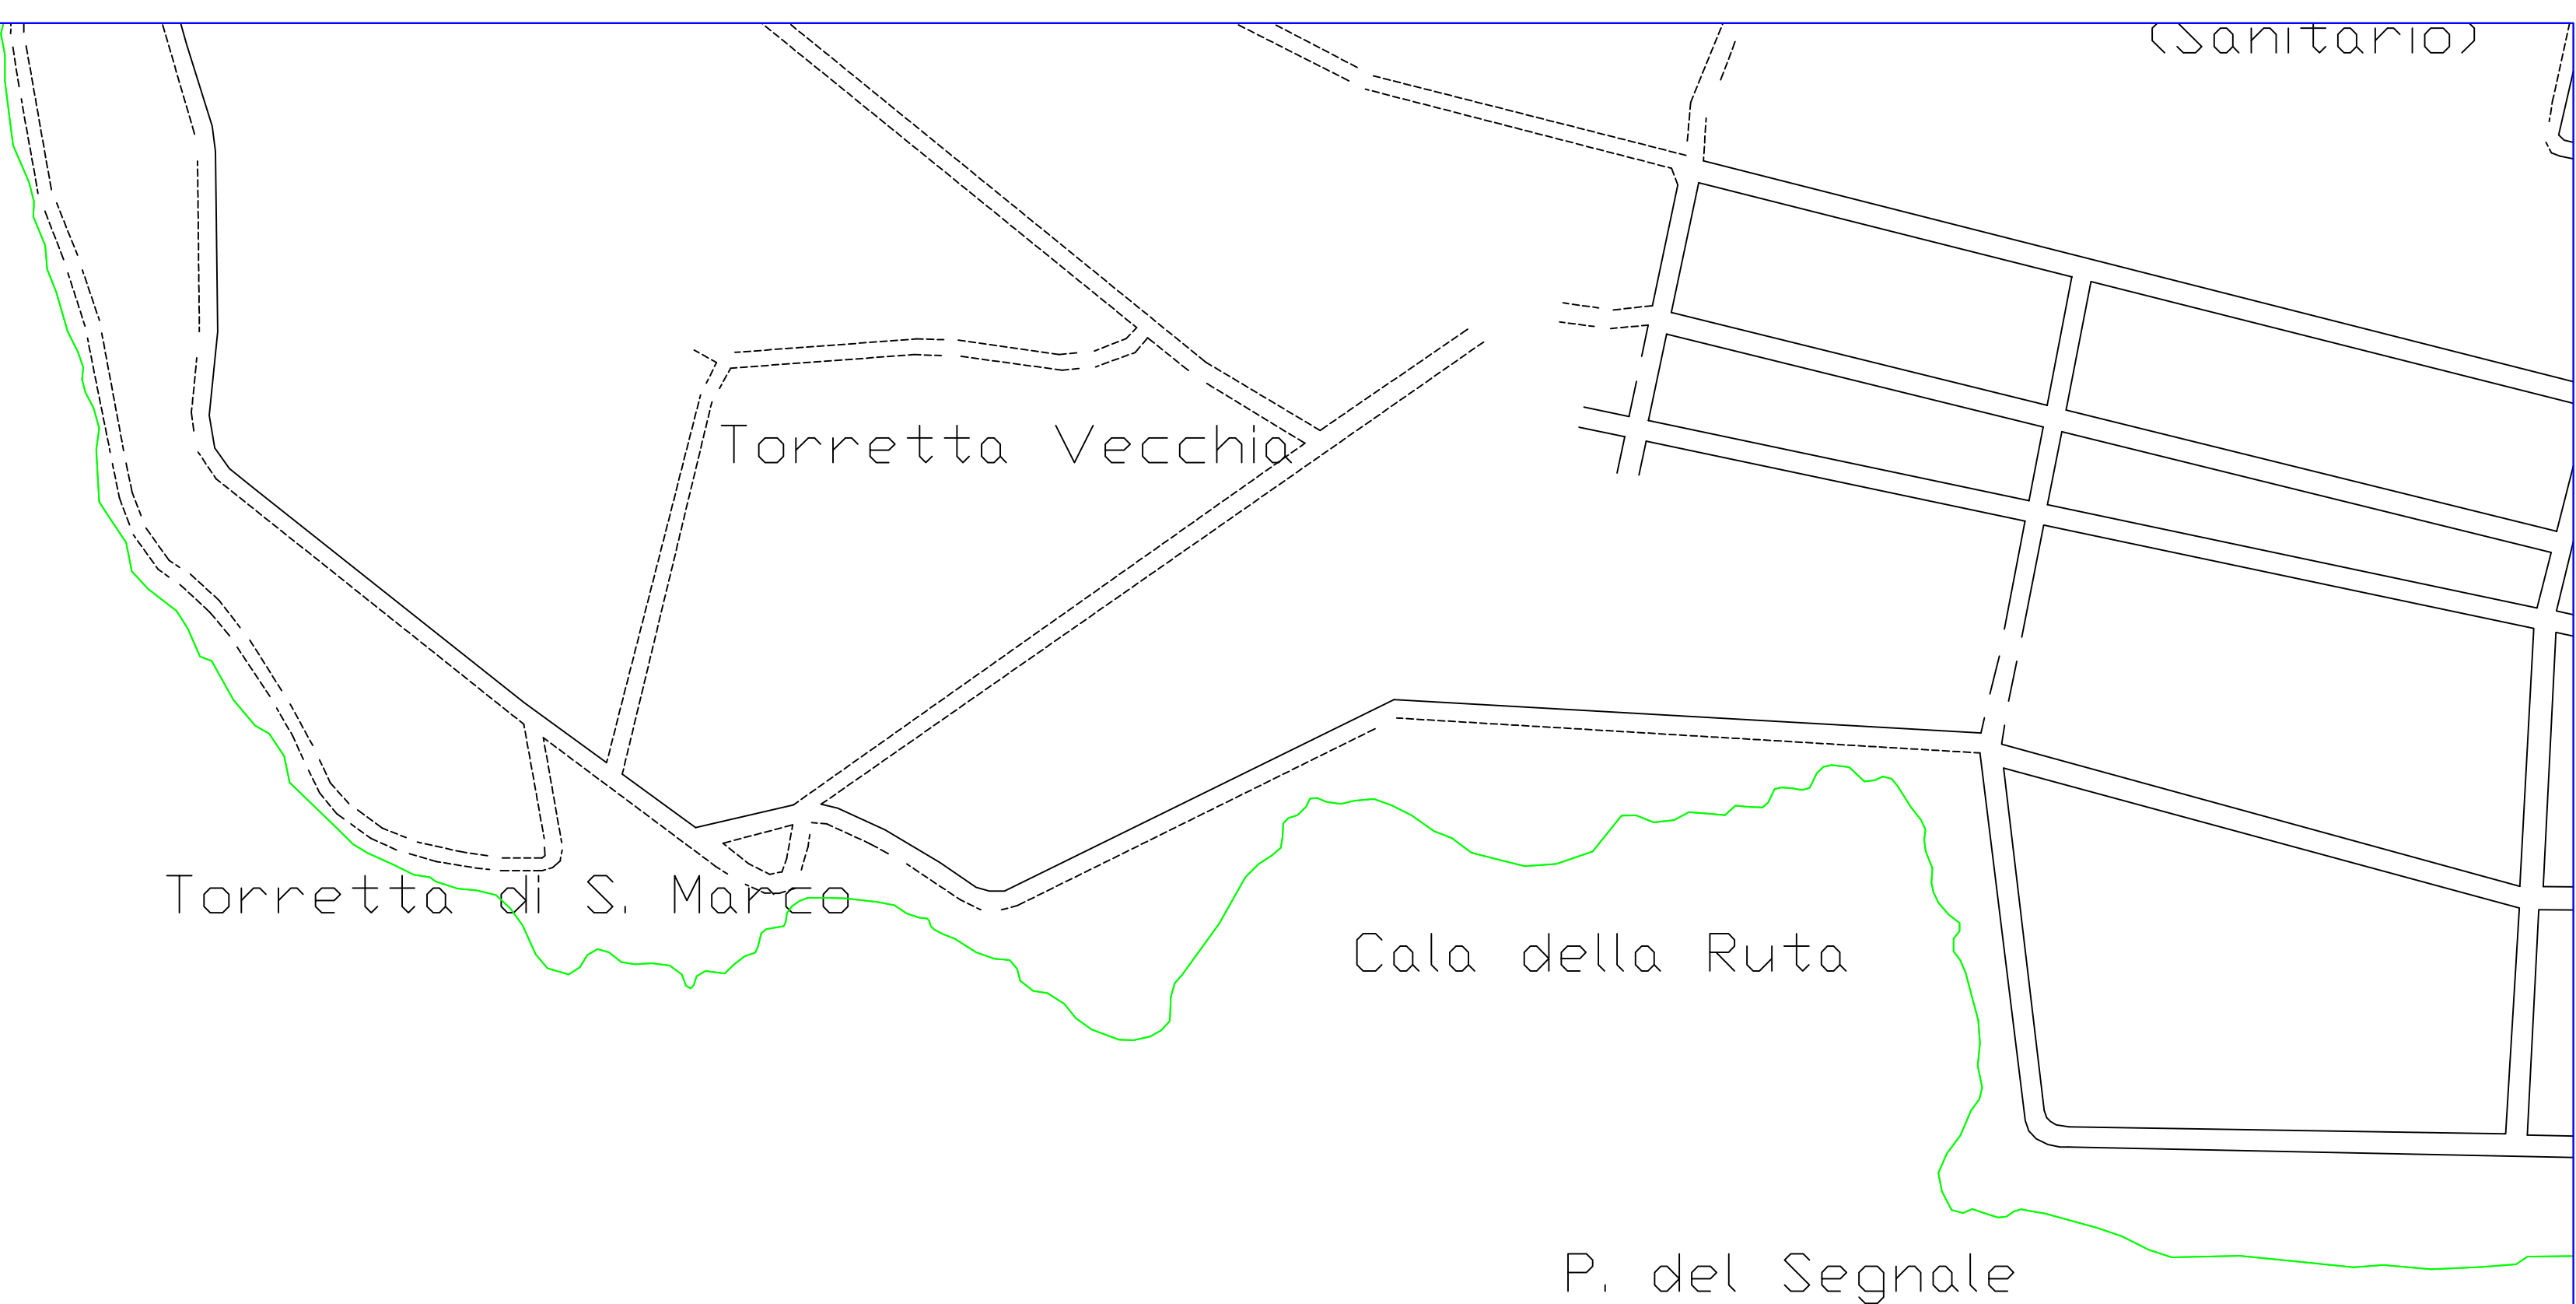 (Sanitario)
Torretta Vecchia
Torretta di S. Marco
Cala della Ruta
P. del Segnale